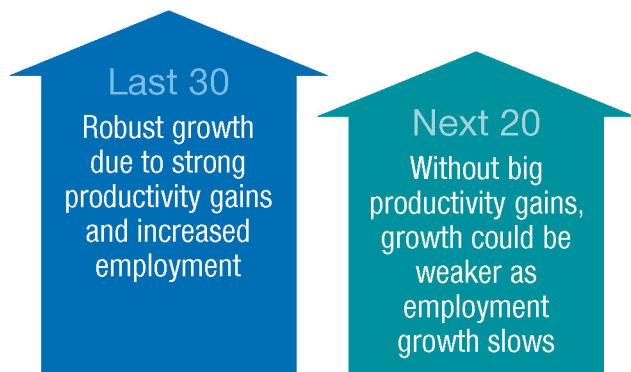 Last 30
Robust growth
due to strong
productivity gains
and increased
employment
Next 20
Without big
productivity gains,
growth could be
weaker as
employment
growth slows